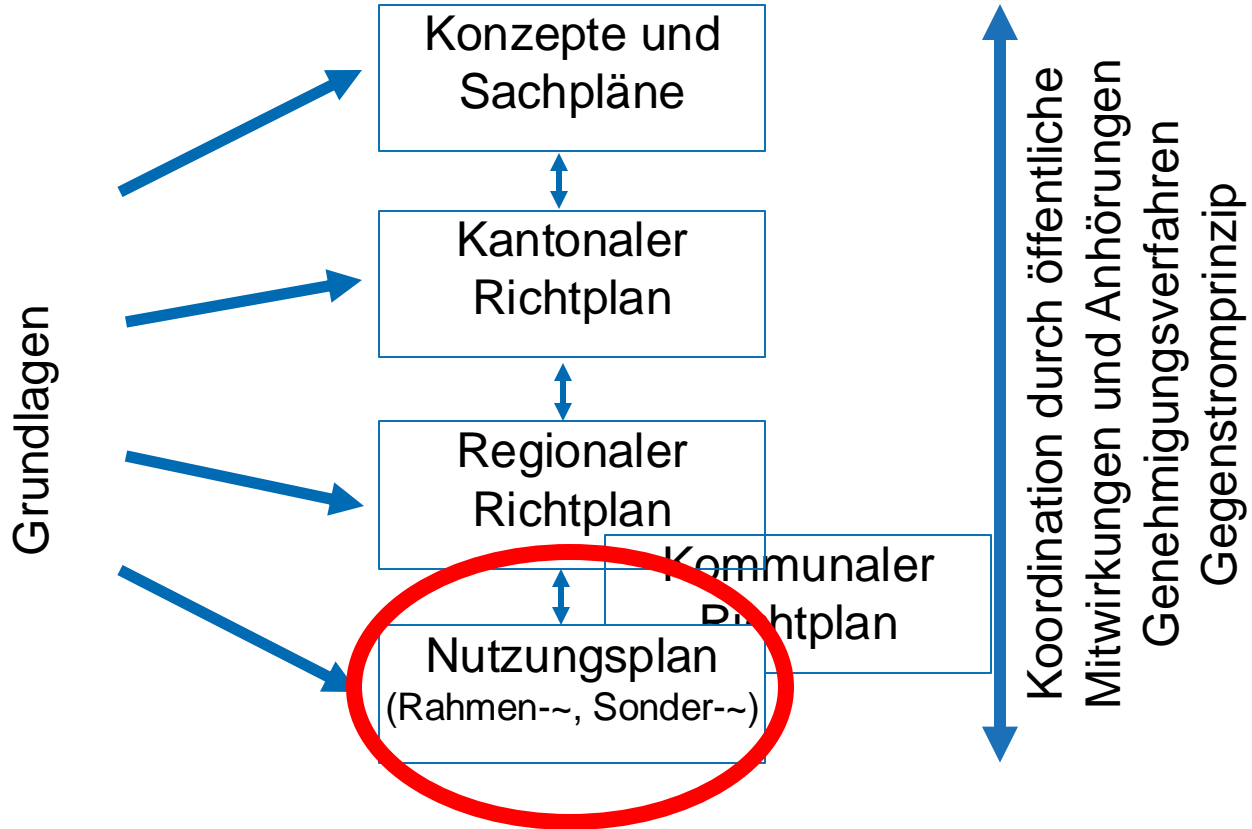 Grundlagen
Konzepte und
Sachpläne
Kantonaler
Richtplan
Regionaler
Richtplan
Kommunaler
Richtplan
Nutzungsplan
(Rahmen-~, Sonder-~)
Koordination durch öffentliche
Mitwirkungen und Anhörungen
Genehmigungsverfahren
Gegenstromprinzip